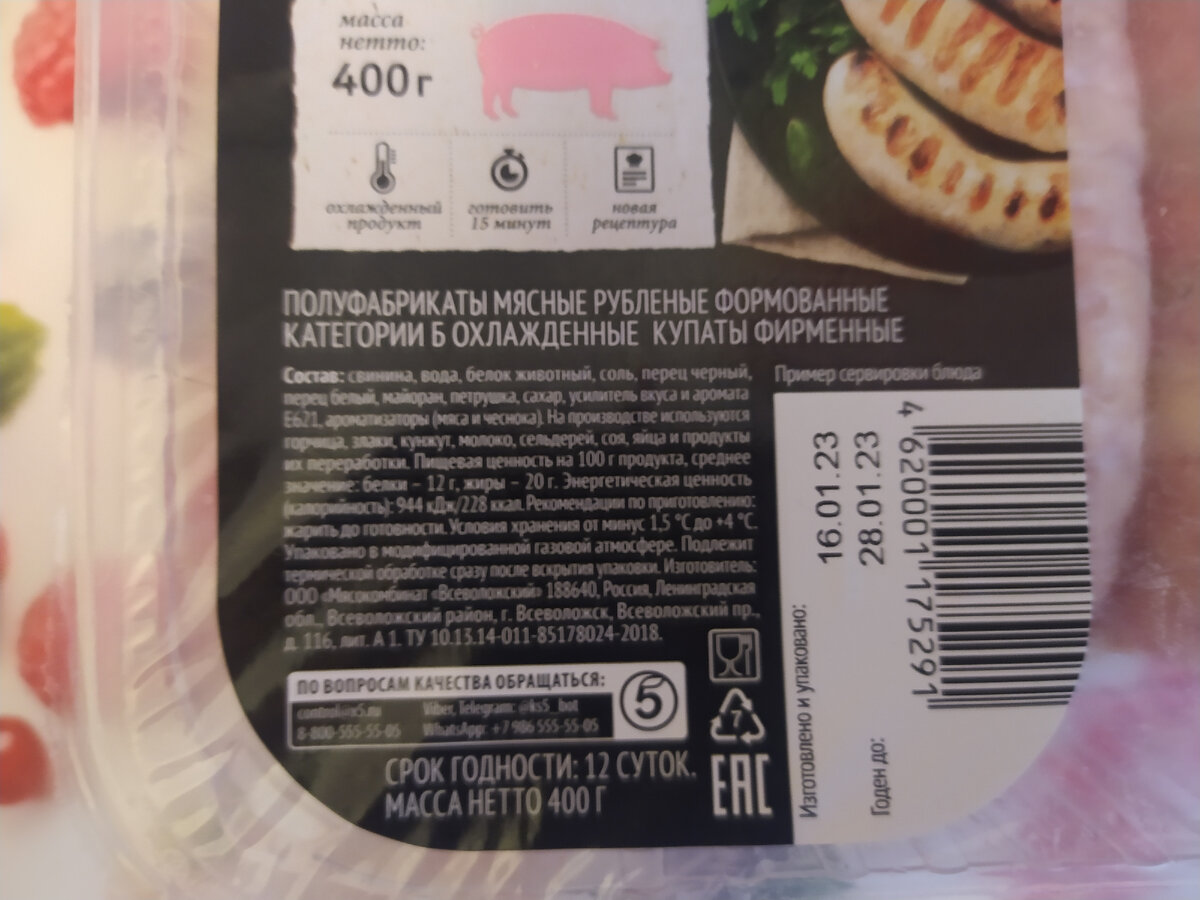 масса
нетто:
400 г
охлажденный
продукт
готовить
15 минут
новая
рецептура
ПОЛУФАБРИКАТЫ МЯСНЫЕ РУБЛЕНЫЕ ФОРМОВАННЫЕ
КАТЕГОРИИ Б ОХЛАЖДЕННЫЕ КУПАТЫ ФИРМЕННЫЕ
Состав: свинина, вода, белок животный, соль, перец черный,
перец белый, майоран, петрушка, сахар, усилитель вкуса и аромата
Е621, ароматизаторы (мяса и чеснока). На производстве используются
горчица, злаки, кунжут, молоко, сельдерей, соя, яйца и продукты
их переработки. Пищевая ценность на 100 г продукта, среднее
значение: белки – 12 г, жиры – 20 г. Энергетическая ценность
(калорийность): 944 кДж/228 ккал. Рекомендации по приготовлению:
жарить до готовности. Условия хранения от минус 1,5 °С до +4 °С.
Упаковано в модифицированной газовой атмосфере. Подлежит
термической обработке сразу после вскрытия упаковки. Изготовитель:
ООО «Мясокомбинат «Всеволожский» 188640, Россия, Ленинградская
обл., Всеволожский район, г. Всеволожск, Всеволожский пр.,
д. 116, лит. А 1. ТУ 10.13.14-011-85178024-2018.
ПО ВОПРОСАМ КАЧЕСТВА ОБРАЩАТЬСЯ:
control@x5.ru Viber, Telegram: @ks5_bot
8-800-555-55-05 WhatsApp: +7 986 555-55-05
5
СРОК ГОДНОСТИ: 12 СУТОК.
МАССА НЕТТО 400 Г
7
EAC
Пример сервировки блюда
Изготовлено и упаковано: 16.01.23
Годен до: 28.01.23
4 620001 175291